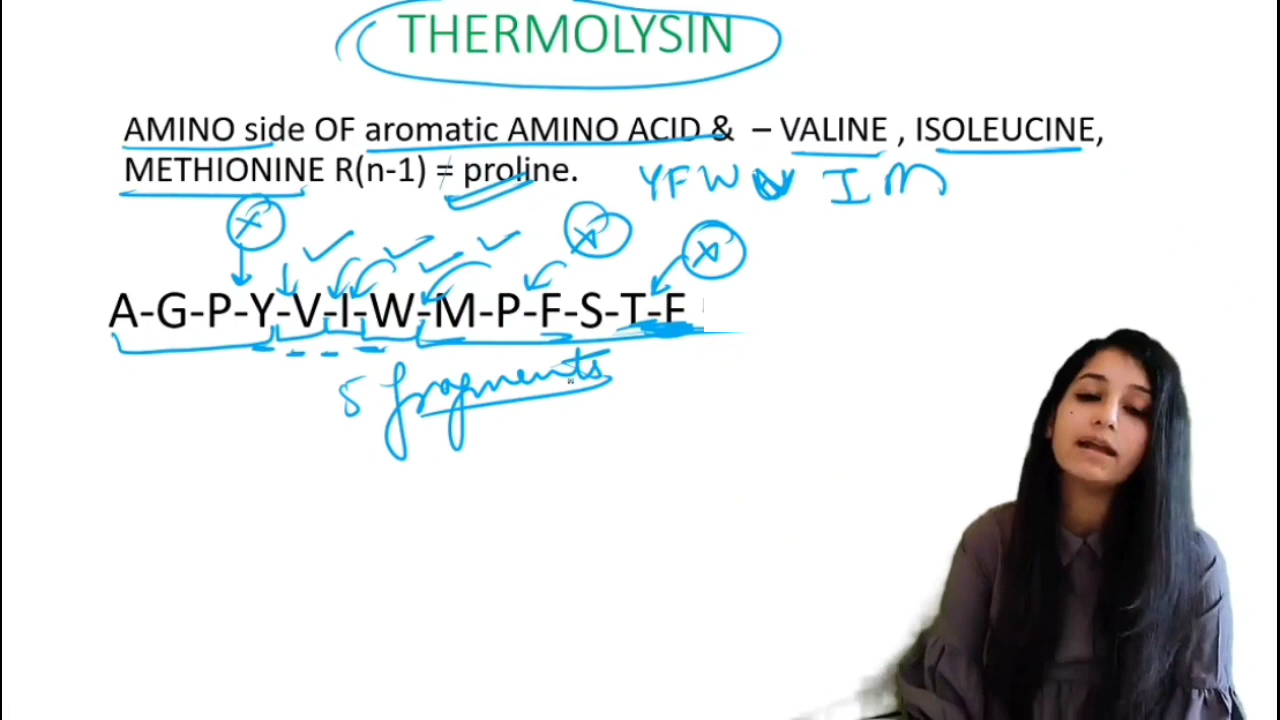 THERMOLYSIN
AMINO side OF aromatic AMINO ACID & – VALINE , ISOLEUCINE,
METHIONINE R(n-1) = proline.
YFW V I M
A-G-P-Y-V-I-W-M-P-F-S-T-F
5 fragments